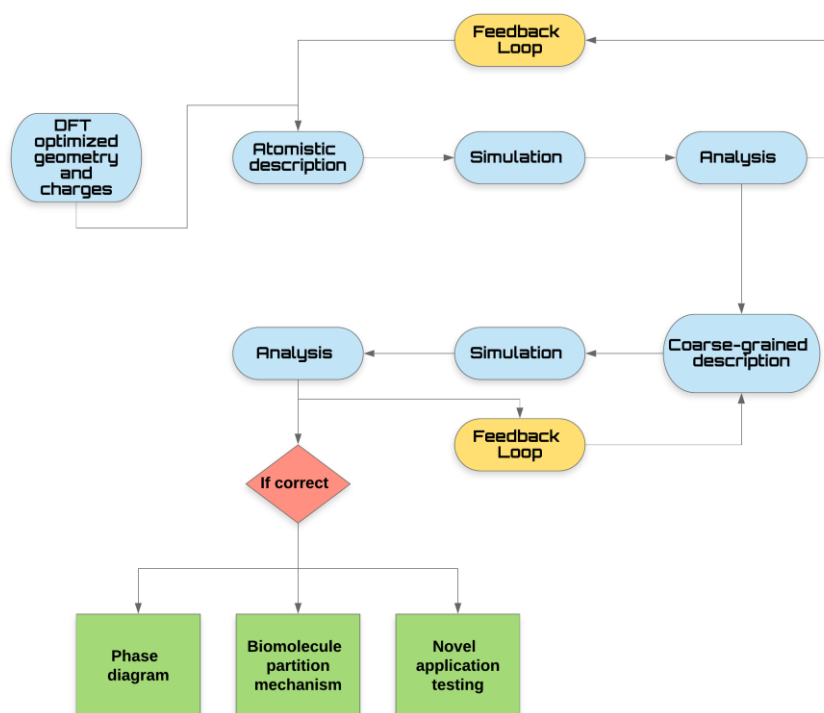 Feedback
Loop
DFT
optimized
geometry
and
charges
Atomistic
description
Simulation
Analysis
Analysis
Simulation
Coarse-grained
description
Feedback
Loop
If correct
Phase
diagram
Biomolecule
partition
mechanism
Novel
application
testing